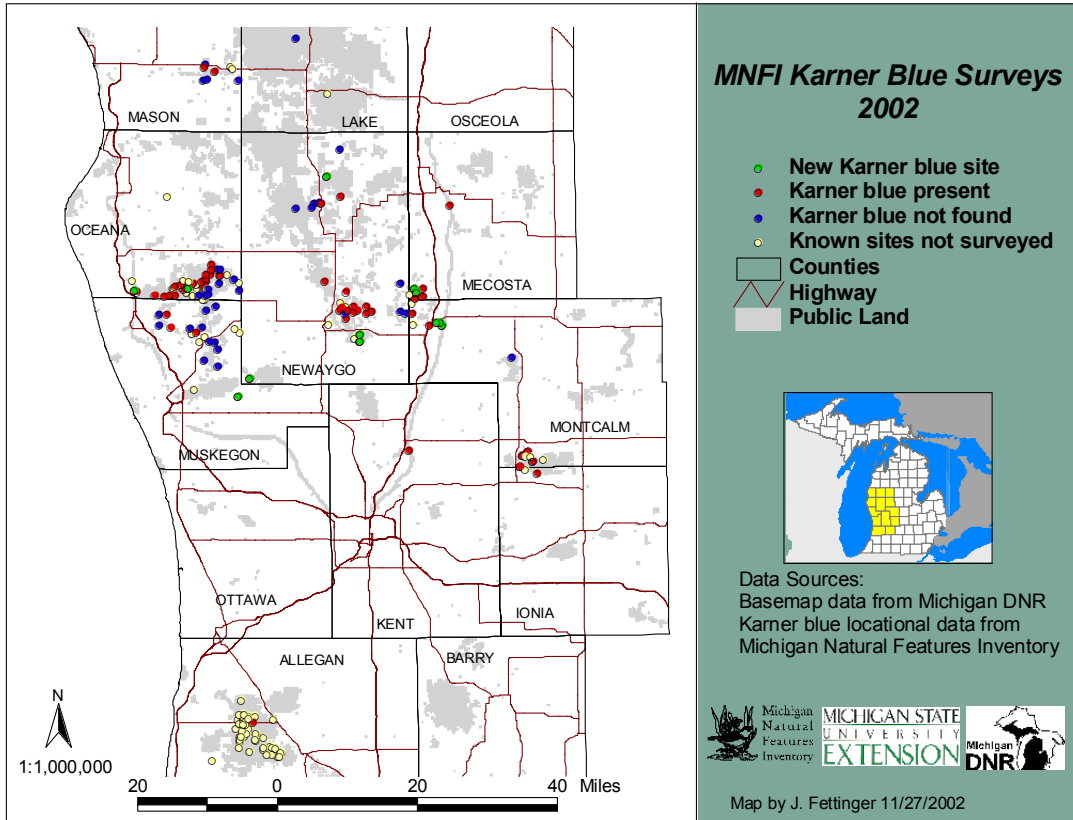 MNFI Karner Blue Surveys
2002
New Karner blue site
Karner blue present
Karner blue not found
Known sites not surveyed
Counties
Highway
Public Land
MASON
LAKE
OSCEOLA
OCEANA
MECOSTA
NEWAYGO
MONTCALM
MUSKEGON
OTTAWA
KENT
IONIA
ALLEGAN
BARRY
N
1:1,000,000
20 0 20 40 Miles
Data Sources:
Basemap data from Michigan DNR
Karner blue locational data from
Michigan Natural Features Inventory
Michigan
Natural
Features
Inventory
MICHIGAN STATE
UNIVERSITY
EXTENSION
Michigan
DNR
Map by J. Fettinger 11/27/2002